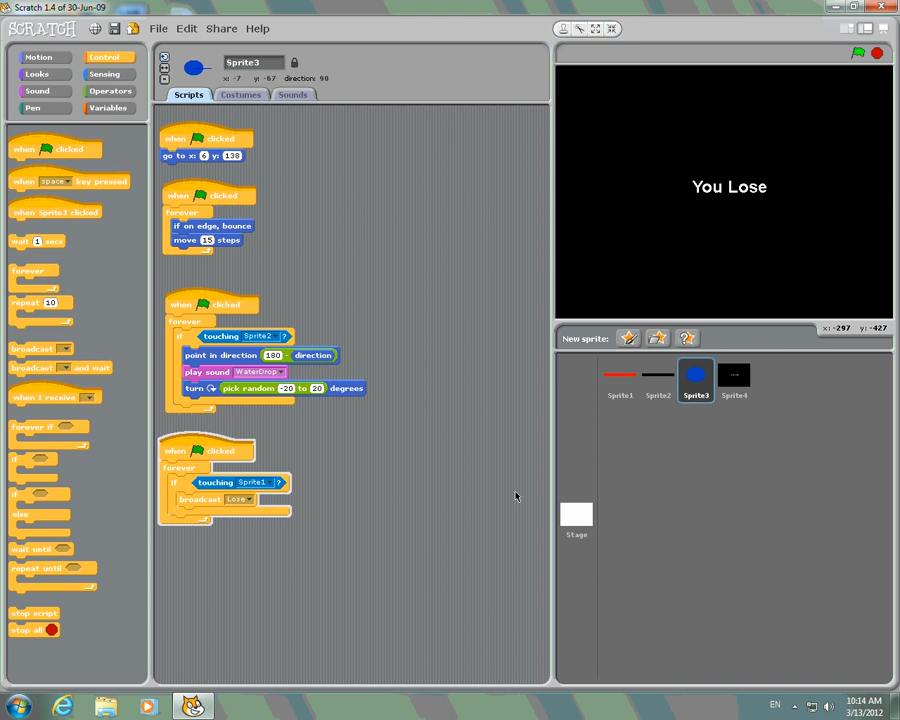 Scratch 1.4 of 30-Jun-09
SCRATCH File Edit Share Help
Motion Control
Looks Sensing
Sound Operators
Pen Variables
Sprite3
x: -7 y: -67 direction: 90
Scripts Costumes Sounds
when clicked
when space key pressed
when Sprite3 clicked
wait 1 secs
forever
repeat 10
broadcast
broadcast and wait
when I receive
forever if
if
if
else
wait until
repeat until
stop script
stop all
when clicked
go to x: 6 y: 138
when clicked
forever
if on edge, bounce
move 15 steps
when clicked
forever
if touching Sprite2 ?
point in direction 180 - direction
play sound WaterDrop
turn pick random -20 to 20 degrees
when clicked
forever
if touching Sprite1 ?
broadcast Lose
You Lose
x: -297 y: -427
New sprite:
Sprite1 Sprite2 Sprite3 Sprite4
Stage
EN
10:14 AM
3/13/2012